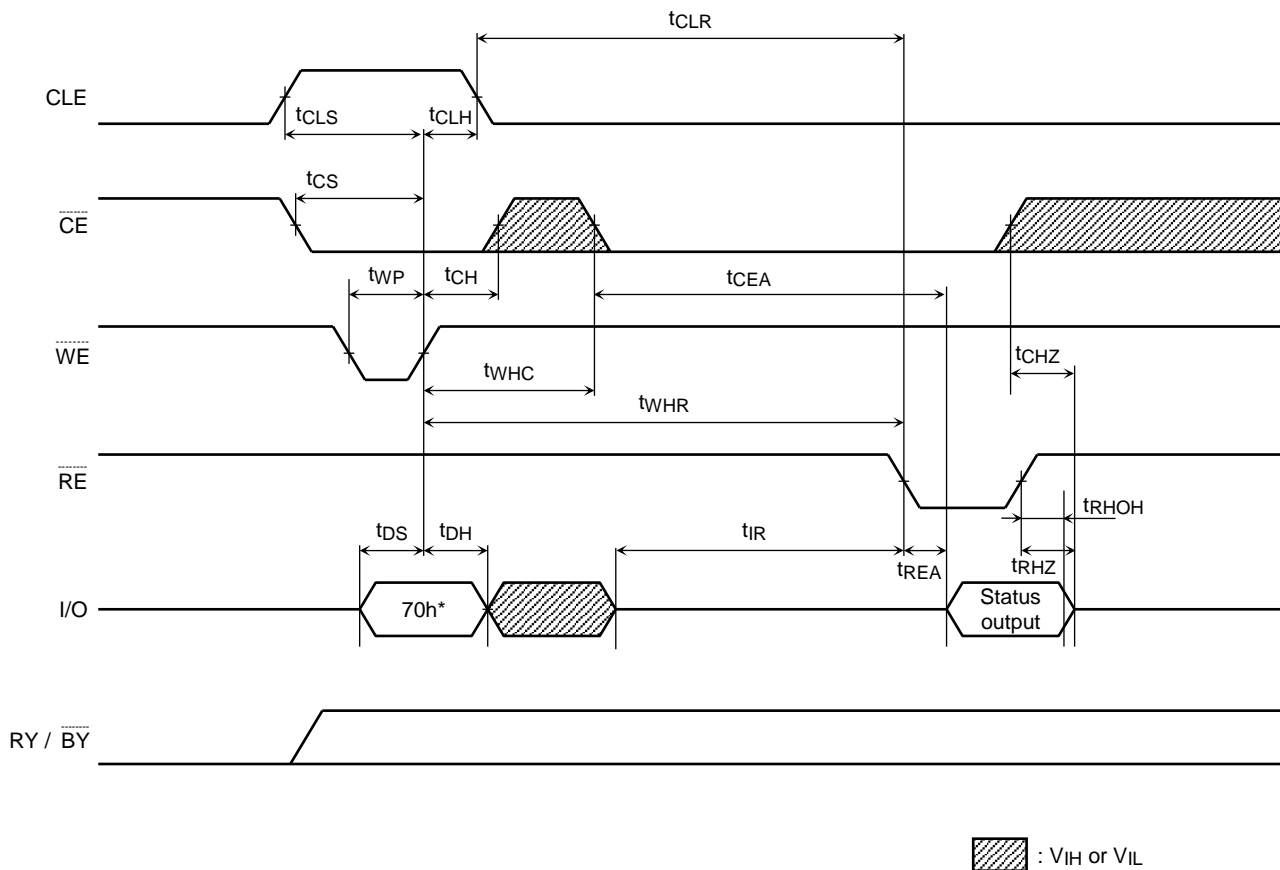 tCLR
CLE
tCLS
tCLH
tCS
CE
tWP
tCH
tCEA
WE
tCHZ
tWHC
tWHR
RE
tRHOH
tDS
tDH
tIR
tREA
tRHZ
I/O
70h*
Status
output
RY / BY
: VIH or VIL